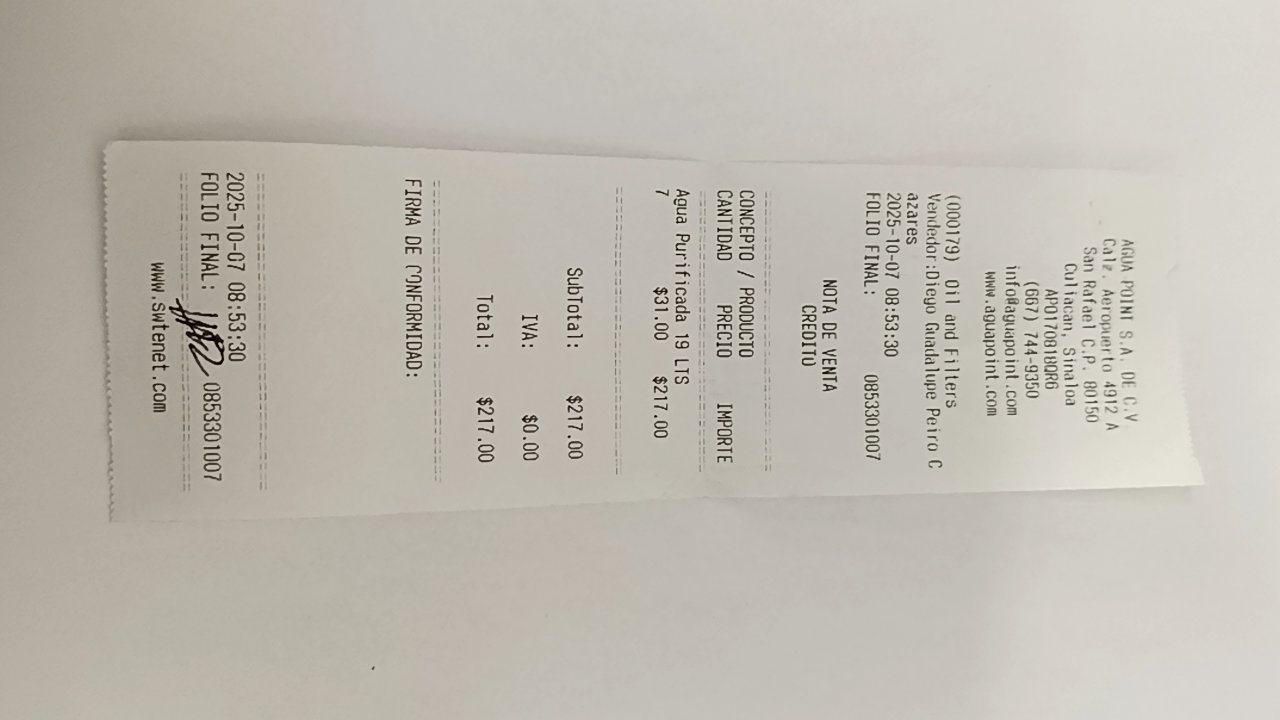 AGUA POINT S.A. DE C.V.
Calz. Aeropuerto 4912 A
San Rafael C.P. 80150
Culiacan, Sinaloa
APO170818QR6
(667) 744-9350
info@aguapoint.com
www.aguapoint.com
(000179) Oil and Filters
Vendedor:Diego Guadalupe Peiro C
azares
2025-10-07 08:53:30
FOLIO FINAL: 0853301007
NOTA DE VENTA
CREDITO
CONCEPTO / PRODUCTO
CANTIDAD PRECIO IMPORTE
Agua Purificada 19 LTS
7 $31.00 $217.00
SubTotal: $217.00
IVA: $0.00
Total: $217.00
FIRMA DE CONFORMIDAD:
2025-10-07 08:53:30
FOLIO FINAL: 0853301007
www.swtenet.com